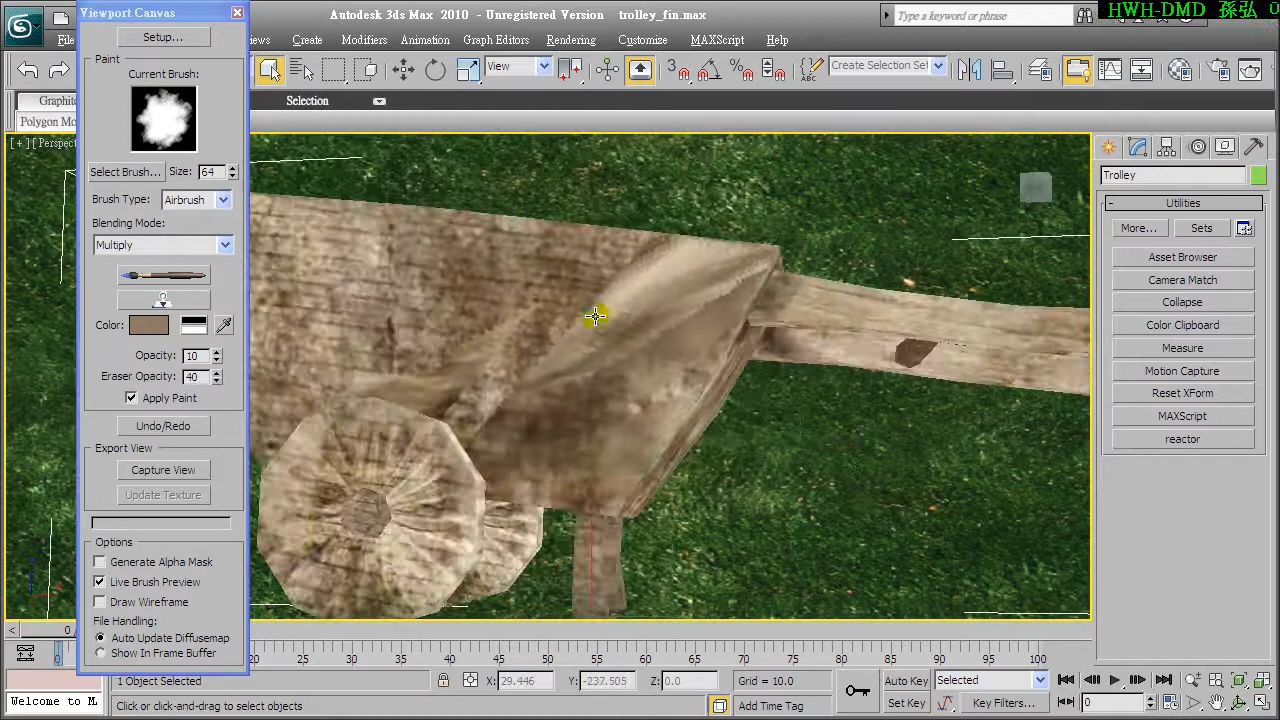 Viewport Canvas
Autodesk 3ds Max 2010 - Unregistered Version trolley_fin.max
Type a keyword or phrase
HWH-DMD 孫弘
File
Create Modifiers Animation Graph Editors Rendering Customize MAXScript Help
View
Create Selection Set
Selection
Polygon Mo
Setup...
Paint
Current Brush:
Select Brush... Size: 64
Brush Type: Airbrush
Blending Mode:
Multiply
Color:
Opacity: 10
Eraser Opacity: 40
Apply Paint
Undo/Redo
Export View
Capture View
Update Texture
Options
Generate Alpha Mask
Live Brush Preview
Draw Wireframe
File Handling:
Auto Update Diffusemap
Show In Frame Buffer
[ + ] [ Perspect
Trolley
Utilities
More... Sets
Asset Browser
Camera Match
Collapse
Color Clipboard
Measure
Motion Capture
Reset XForm
MAXScript
reactor
0
20 25 30 35 40 45 50 55 60 65 70 75 80 85 90 95 100
1 Object Selected X: 29.446 Y: -237.505 Z: 0.0 Grid = 10.0 Auto Key Selected
Welcome to M
Click or click-and-drag to select objects Add Time Tag Set Key Key Filters... 0